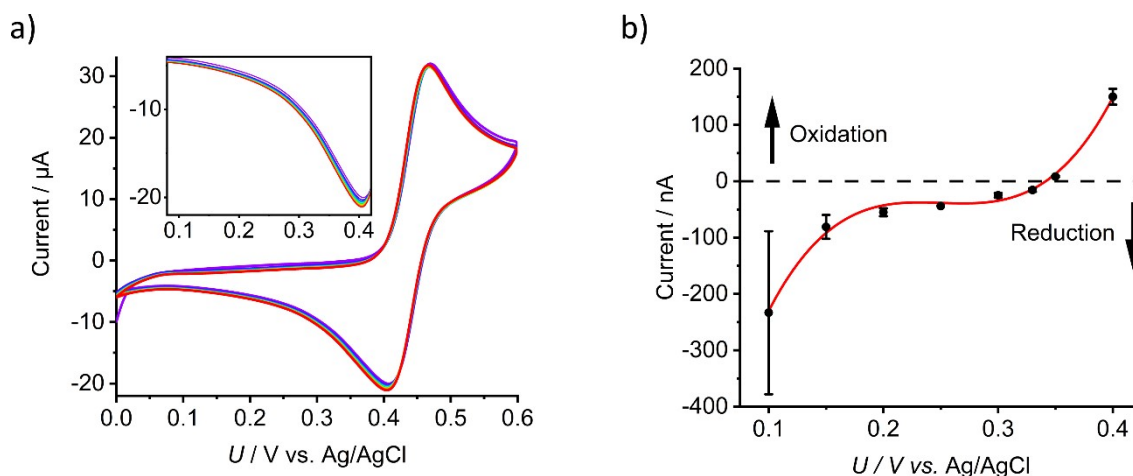 a)
30
20
10
0
-10
-20
Current / µA
-10
-20
0.1 0.2 0.3 0.4
0.0 0.1 0.2 0.3 0.4 0.5 0.6
U / V vs. Ag/AgCl
b)
200
150
100
50
0
-50
-100
-200
-300
-400
Current / nA
Oxidation
Reduction
0.1 0.2 0.3 0.4
U / V vs. Ag/AgCl